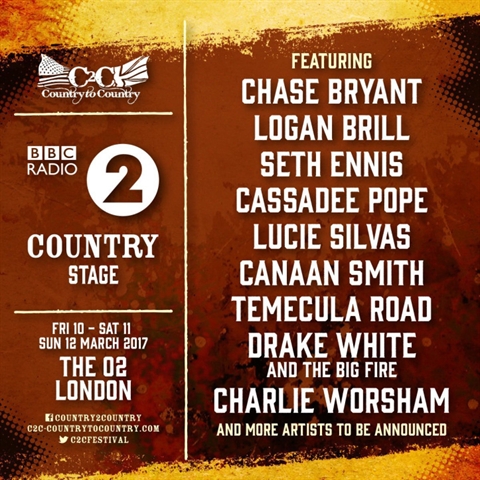 C2C
Country to Country
BBC
RADIO
2
COUNTRY
STAGE
FRI 10 – SAT 11
SUN 12 MARCH 2017
THE O2
LONDON
COUNTRY2COUNTRY
C2C-COUNTRYTOCOUNTRY.COM
C2CFESTIVAL
FEATURING
CHASE BRYANT
LOGAN BRILL
SETH ENNIS
CASSADEE POPE
LUCIE SILVAS
CANAAN SMITH
TEMECULA ROAD
DRAKE WHITE
AND THE BIG FIRE
CHARLIE WORSHAM
AND MORE ARTISTS TO BE ANNOUNCED